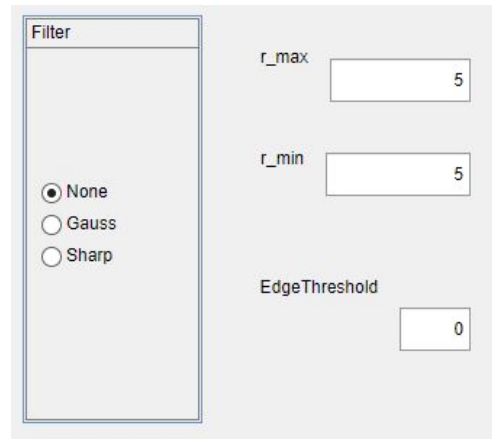 Filter
None
Gauss
Sharp
r_max
5
r_min
5
EdgeThreshold
0